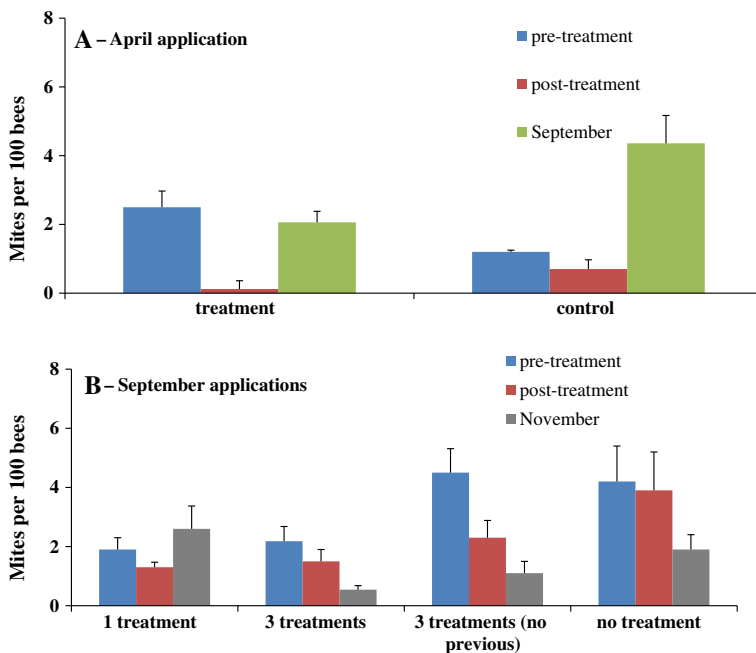 8
A – April application
pre-treatment
6
post-treatment
Mites per 100 bees
September
4
2
0
treatment
control
8
B – September applications
pre-treatment
post-treatment
6
November
Mites per 100 bees
4
2
0
1 treatment
3 treatments
3 treatments (no
previous)
no treatment